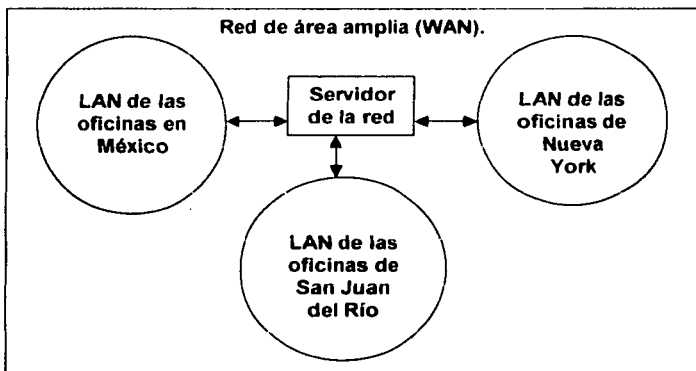 Red de área amplia (WAN).
LAN de las
oficinas en
México
Servidor
de la red
LAN de las
oficinas de
Nueva
York
LAN de las
oficinas de
San Juan
del Río